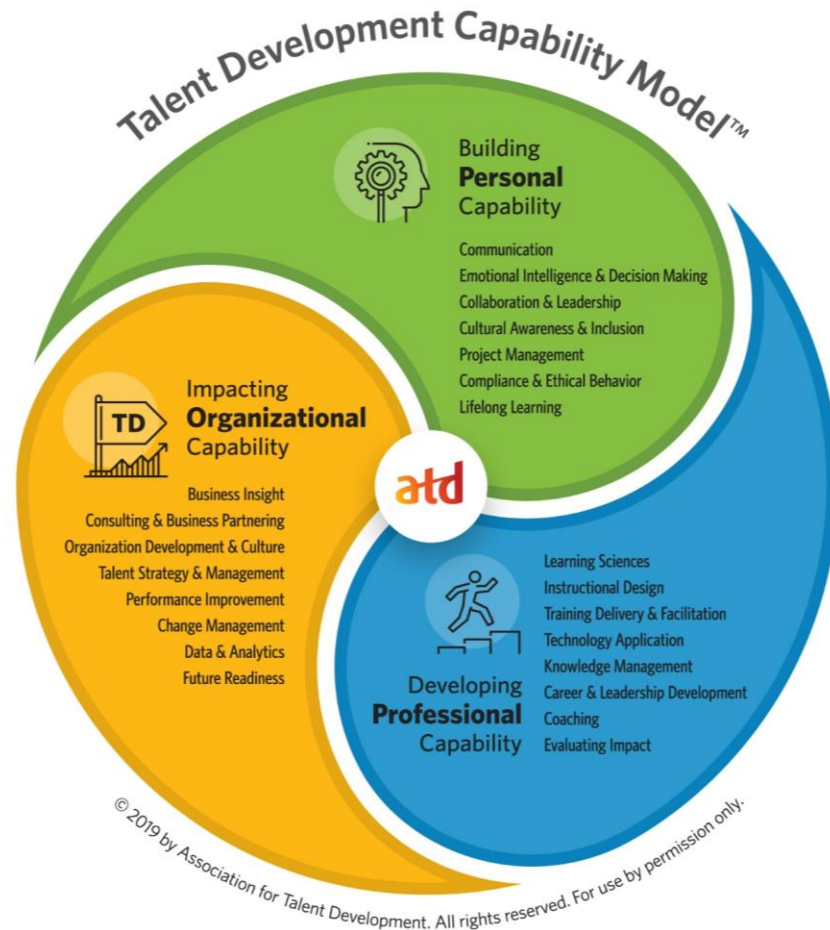 Talent Development Capability Model™
Building
Personal
Capability
Communication
Emotional Intelligence & Decision Making
Collaboration & Leadership
Cultural Awareness & Inclusion
Project Management
Compliance & Ethical Behavior
Lifelong Learning
TD
Impacting
Organizational
Capability
Business Insight
Consulting & Business Partnering
Organization Development & Culture
Talent Strategy & Management
Performance Improvement
Change Management
Data & Analytics
Future Readiness
atd
Developing
Professional
Capability
Learning Sciences
Instructional Design
Training Delivery & Facilitation
Technology Application
Knowledge Management
Career & Leadership Development
Coaching
Evaluating Impact
© 2019 by Association for Talent Development. All rights reserved. For use by permission only.